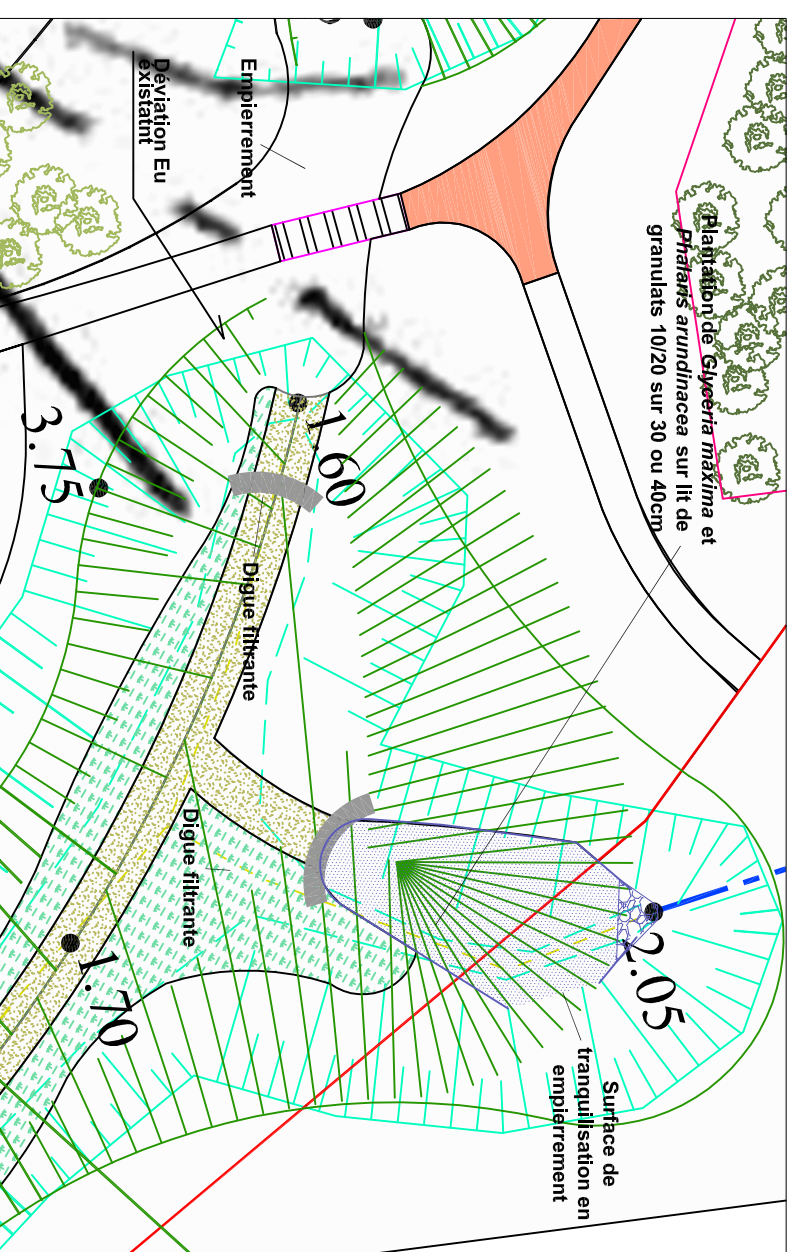 Plantation de Glyceria maxima et
Phalaris arundinacea sur lit de
granulats 10/20 sur 30 ou 40cm
Empierrement
Déviation Eu
éxistatnt
1.60
3.75
Digue filtrante
Digue filtrante
1.70
2.05
Surface de
tranquilisation en
empierrement